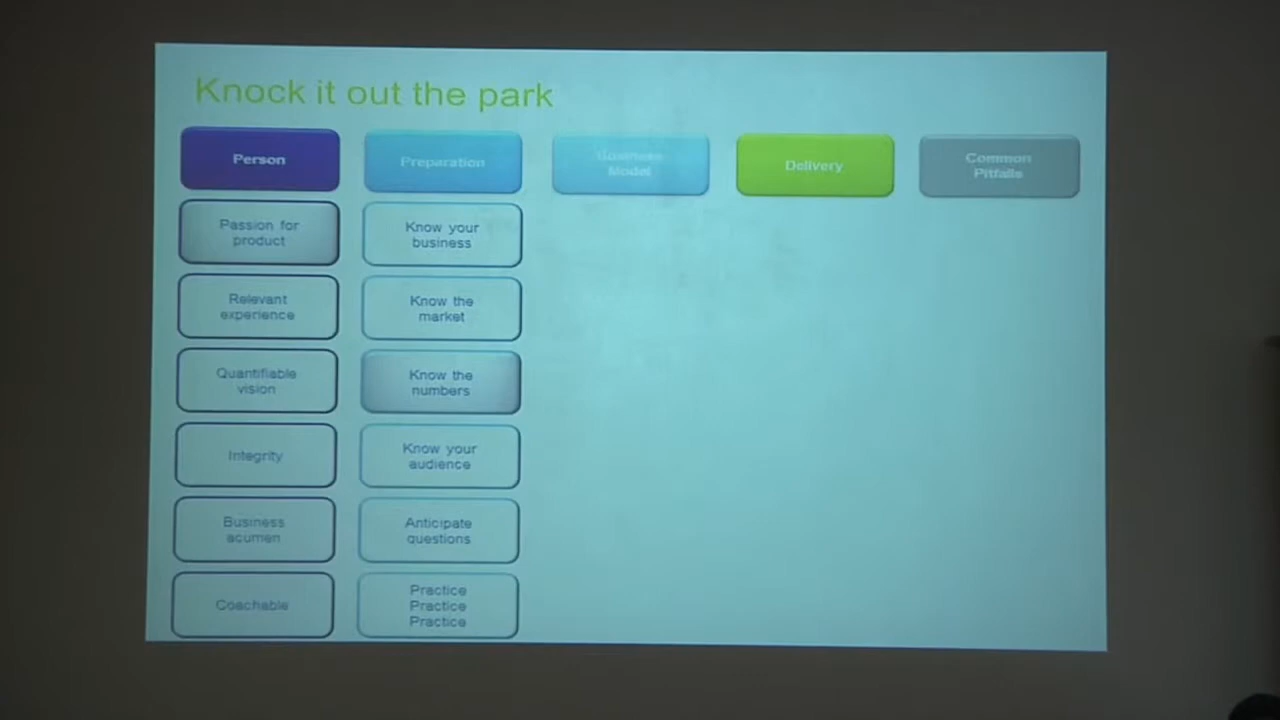 Knock it out the park
Person
Preparation
Business
Model
Delivery
Common
Pitfalls
Passion for
product
Know your
business
Relevant
experience
Know the
market
Quantifiable
vision
Know the
numbers
Integrity
Know your
audience
Business
acumen
Anticipate
questions
Coachable
Practice
Practice
Practice